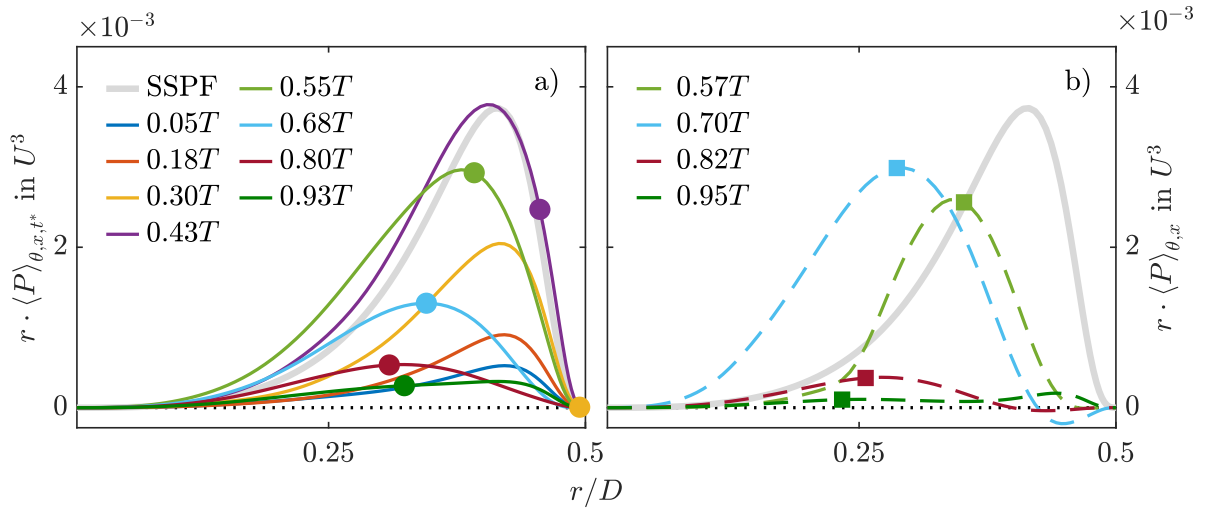 ×10⁻³
×10⁻³
a)
b)
SSPF
0.05T
0.18T
0.30T
0.43T
0.55T
0.68T
0.80T
0.93T
0.57T
0.70T
0.82T
0.95T
4
2
0
4
2
0
r · ⟨P⟩θ,x,t* in U³
r · ⟨P⟩θ,x in U³
0.25
0.5
0.25
0.5
r/D